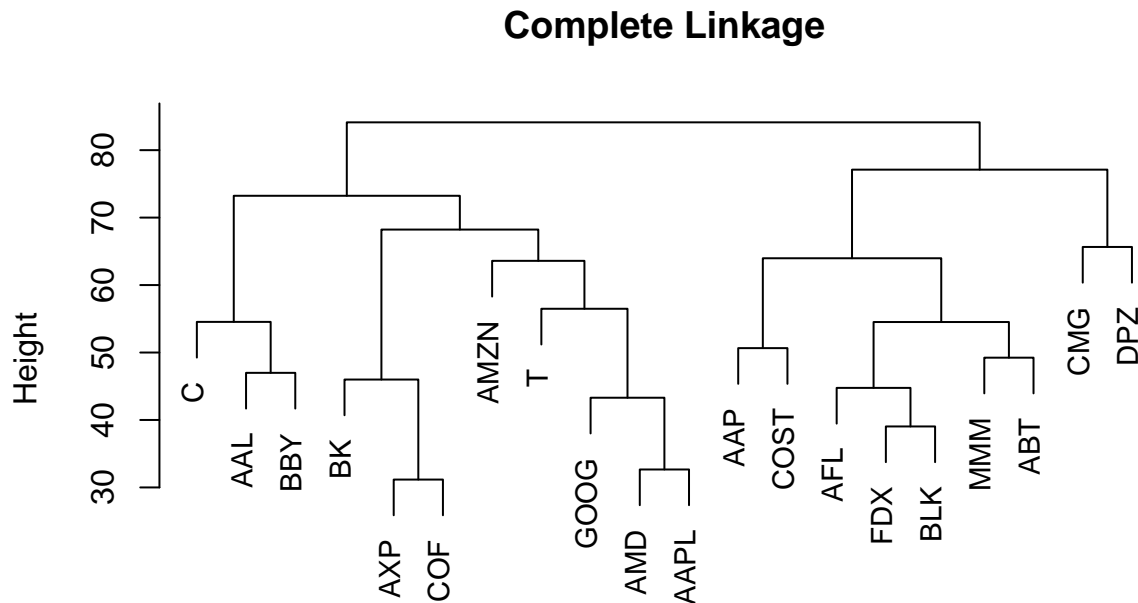 Complete Linkage
Height
80
70
60
50
40
30
C
AAL
BBY
BK
AXP
COF
AMZN
T
GOOG
AMD
AAPL
AAP
COST
AFL
FDX
BLK
MMM
ABT
CMG
DPZ